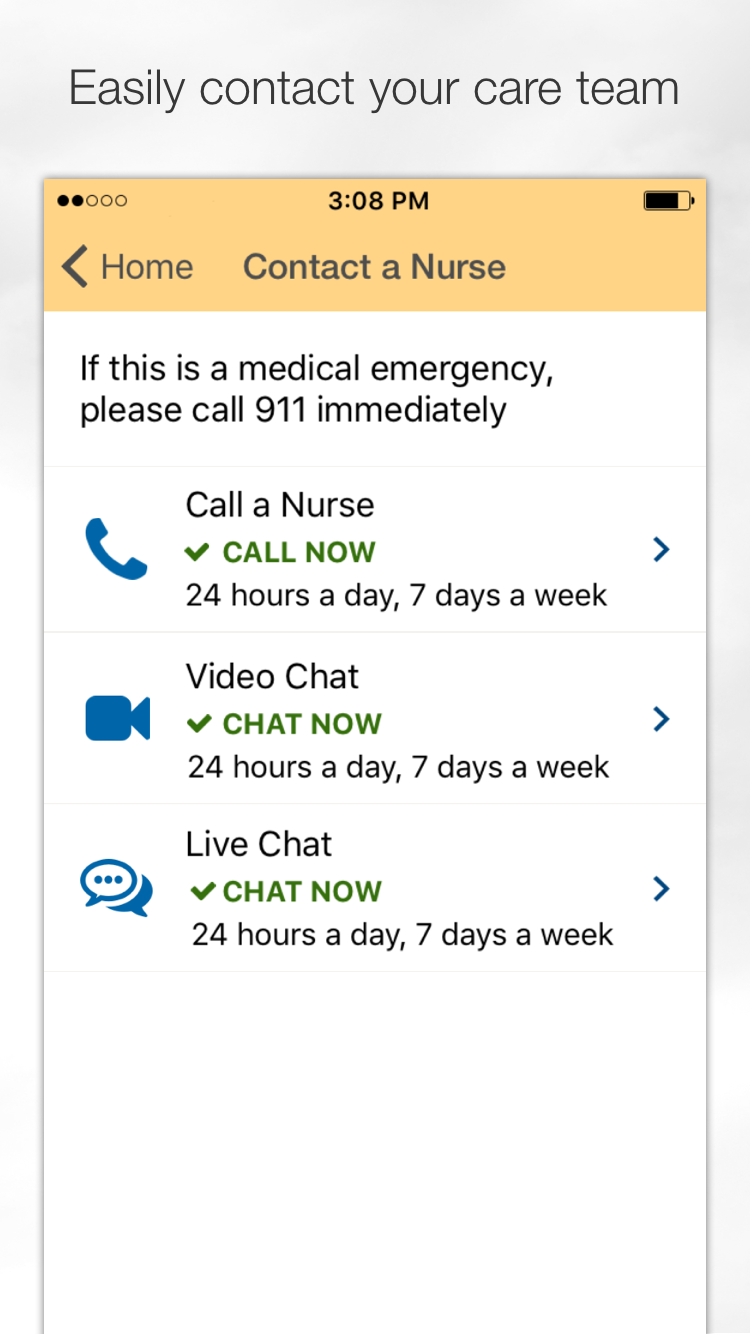 Easily contact your care team
3:08 PM
Home
Contact a Nurse
If this is a medical emergency,
please call 911 immediately
Call a Nurse
CALL NOW
24 hours a day, 7 days a week
Video Chat
CHAT NOW
24 hours a day, 7 days a week
Live Chat
CHAT NOW
24 hours a day, 7 days a week